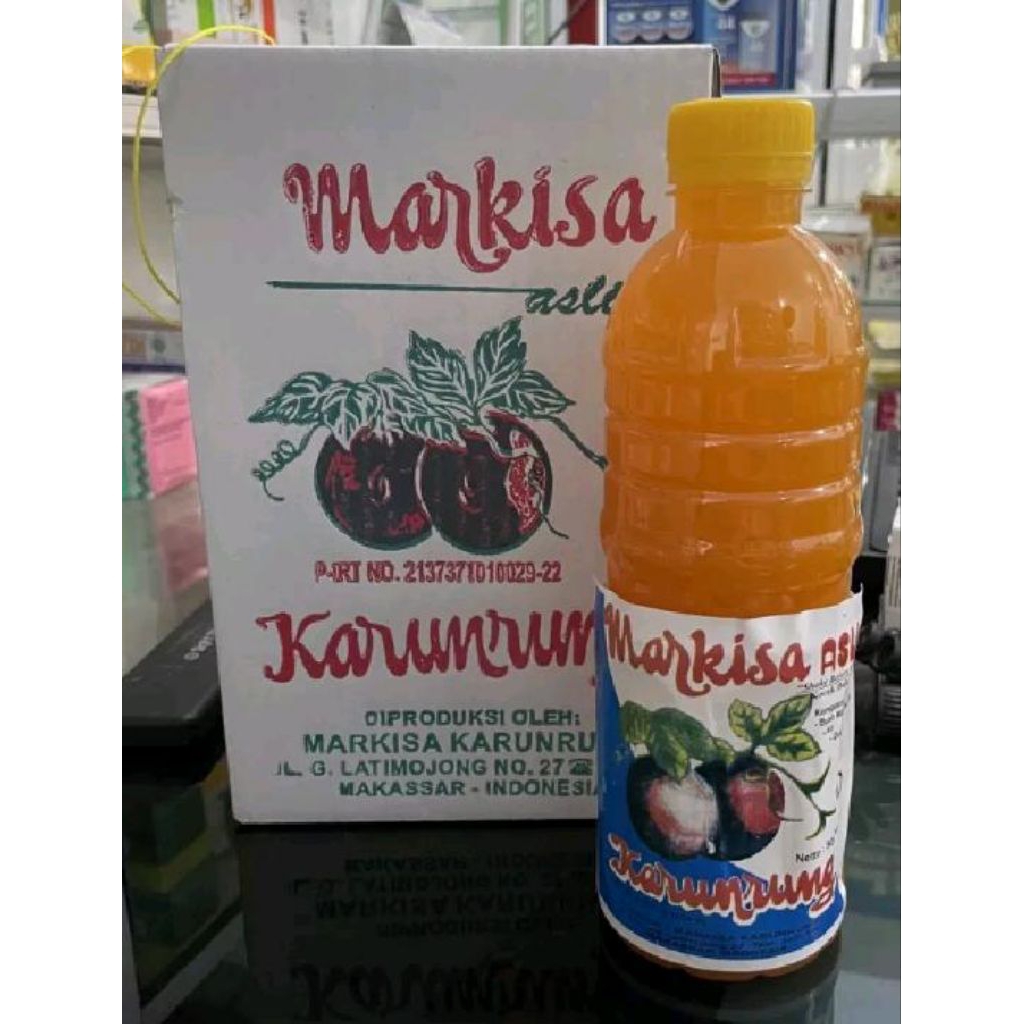 Markisa
asli
P-IRT NO. 2137371010029-22
Karunrung
DIPRODUKSI OLEH:
MARKISA KARUNRU
JL. G. LATIMOJONG NO. 27 ☎
MAKASSAR - INDONESIA
Markisa ASLI
Netto :
Karunrung